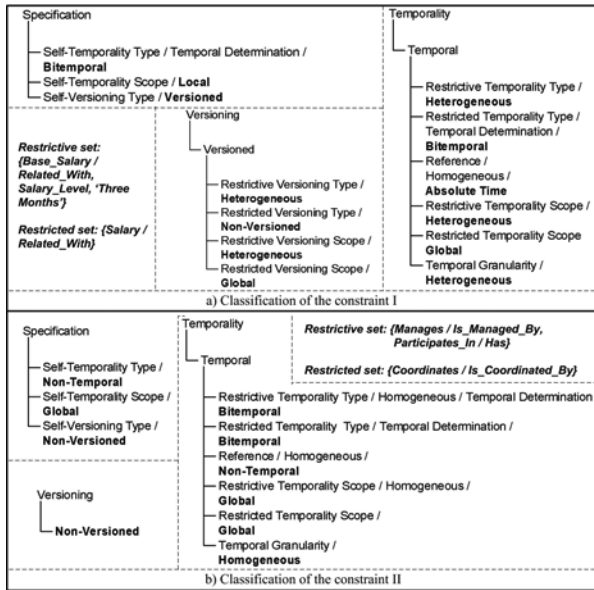 Specification
Self-Temporality Type / Temporal Determination /
Bitemporal
Self-Temporality Scope / Local
Self-Versioning Type / Versioned
Restrictive set:
{Base_Salary /
Related_With,
Salary_Level, 'Three
Months'}
Restricted set: {Salary /
Related_With}
Versioning
Versioned
Restrictive Versioning Type /
Heterogeneous
Restricted Versioning Type /
Non-Versioned
Restrictive Versioning Scope /
Heterogeneous
Restricted Versioning Scope /
Global
Temporality
Temporal
Restrictive Temporality Type /
Heterogeneous
Restricted Temporality Type /
Temporal Determination /
Bitemporal
Reference /
Homogeneous /
Absolute Time
Restrictive Temporality Scope /
Heterogeneous
Restricted Temporality Scope
Global
Temporal Granularity /
Heterogeneous
a) Classification of the constraint I
Specification
Self-Temporality Type /
Non-Temporal
Self-Temporality Scope /
Global
Self-Versioning Type /
Non-Versioned
Versioning
Non-Versioned
Temporality
Temporal
Restrictive set: {Manages / Is_Managed_By,
Participates_In / Has}
Restricted set: {Coordinates / Is_Coordinated_By}
Restrictive Temporality Type / Homogeneous / Temporal Determination
Bitemporal
Restricted Temporality Type / Temporal Determination /
Bitemporal
Reference / Homogeneous /
Non-Temporal
Restrictive Temporality Scope / Homogeneous /
Global
Restricted Temporality Scope /
Global
Temporal Granularity /
Homogeneous
b) Classification of the constraint II